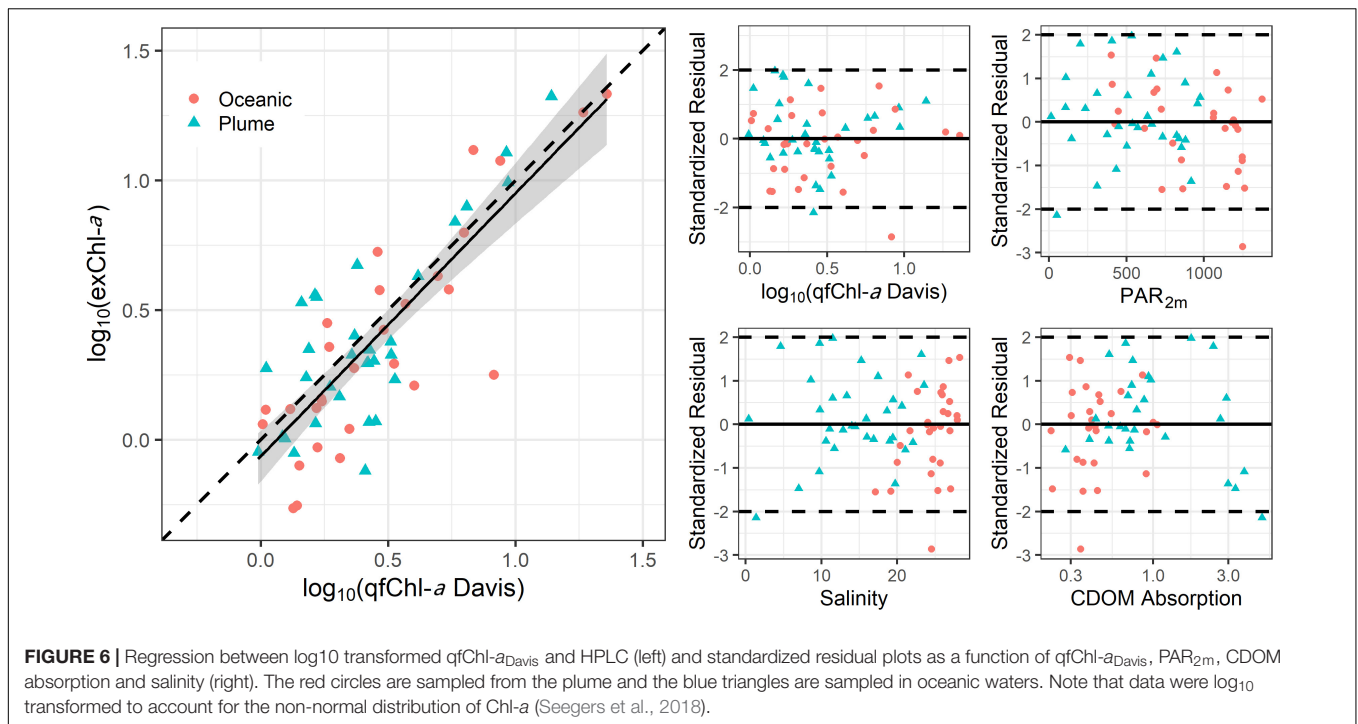 1.5
1.0
0.5
0.0
log10(exChl-a)
Oceanic
Plume
0.0
0.5
1.0
1.5
log10(qfChl-a Davis)
2
0
-2
Standardized Residual
0.0
0.5
1.0
log10(qfChl-a Davis)
2
1
0
-1
-2
-3
Standardized Residual
0
500
1000
PAR2m
2
1
0
-1
-2
-3
Standardized Residual
0
10
20
Salinity
2
1
0
-1
-2
-3
Standardized Residual
0.3
1.0
3.0
CDOM Absorption
FIGURE 6 | Regression between log10 transformed qfChl-aDavis and HPLC (left) and standardized residual plots as a function of qfChl-aDavis, PAR2m, CDOM
absorption and salinity (right). The red circles are sampled from the plume and the blue triangles are sampled in oceanic waters. Note that data were log10
transformed to account for the non-normal distribution of Chl-a (Seegers et al., 2018).